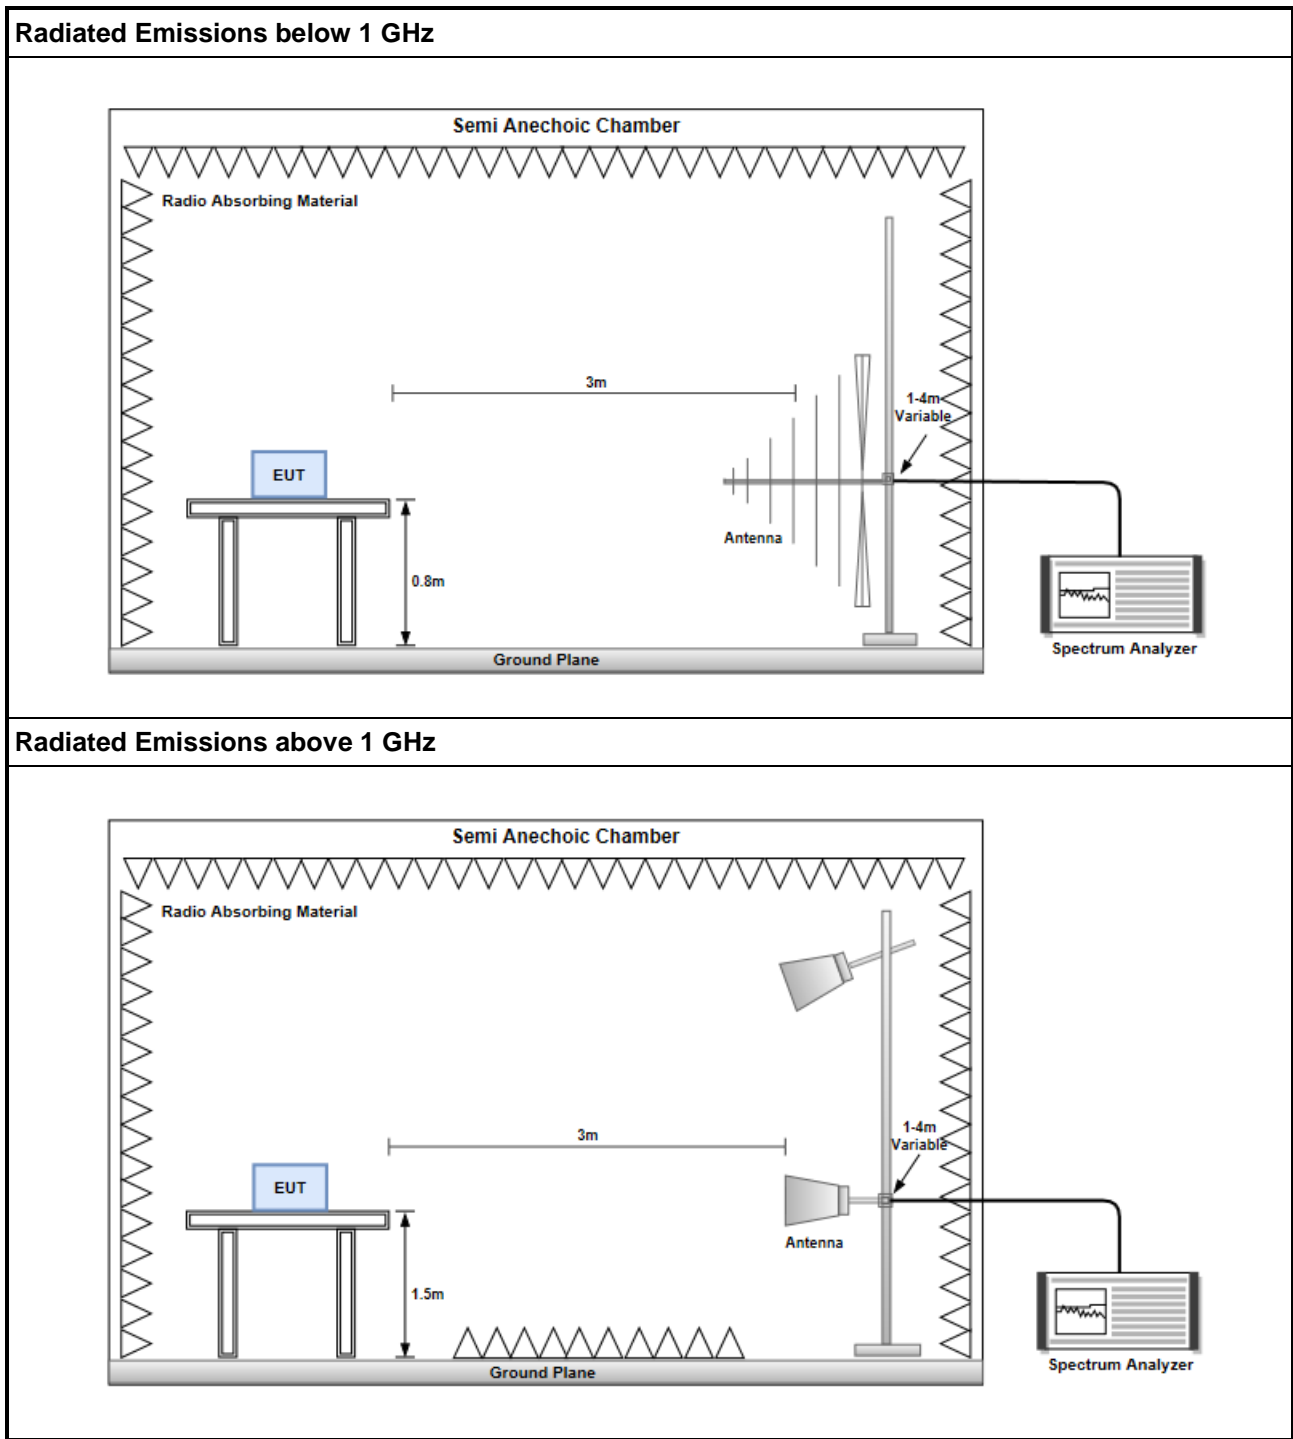 Radiated Emissions below 1 GHz
Semi Anechoic Chamber
Radio Absorbing Material
3m
1-4m
Variable
EUT
Antenna
0.8m
Spectrum Analyzer
Ground Plane
Radiated Emissions above 1 GHz
Semi Anechoic Chamber
Radio Absorbing Material
3m
1-4m
Variable
EUT
Antenna
1.5m
Spectrum Analyzer
Ground Plane